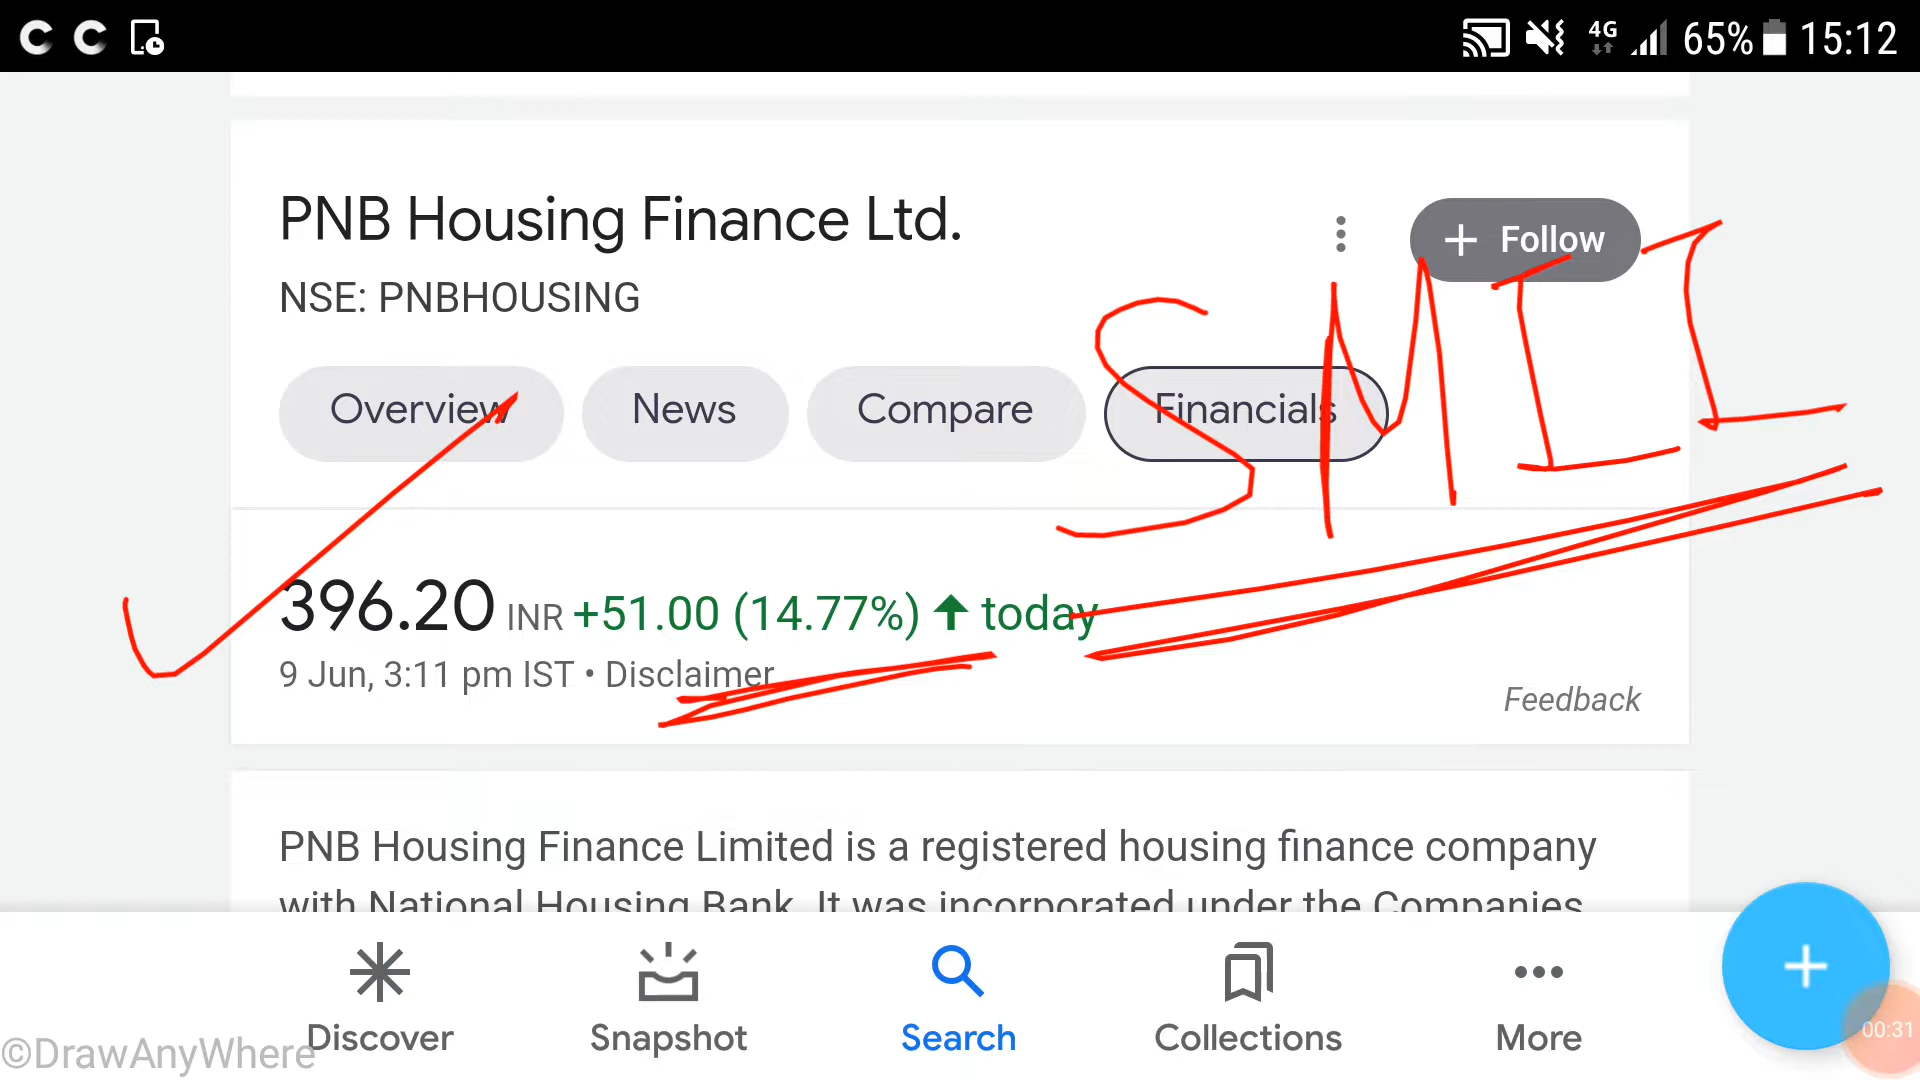 4G 65% 15:12
PNB Housing Finance Ltd.
+ Follow
NSE: PNBHOUSING
SMII
Overview News Compare Financials
396.20 INR +51.00 (14.77%) ↑ today
9 Jun, 3:11 pm IST • Disclaimer
Feedback
PNB Housing Finance Limited is a registered housing finance company
with National Housing Bank. It was incorporated under the Companies
Discover Snapshot Search Collections More
00:31
©DrawAnyWhere